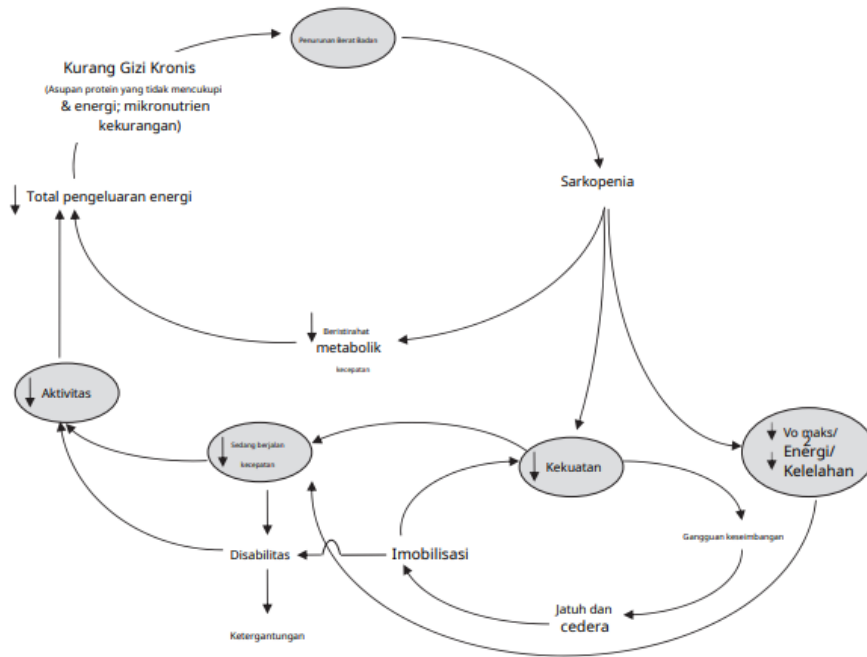 Penurunan Berat Badan
Kurang Gizi Kronis
(Asupan protein yang tidak mencukupi
& energi; mikronutrien
kekurangan)
Sarkopenia
Total pengeluaran energi
Beristirahat
metabolik
kecepatan
Aktivitas
Sedang berjalan
kecepatan
Kekuatan
Vo maks/
2
Energi/
Kelelahan
Gangguan keseimbangan
Disabilitas
Imobilisasi
Jatuh dan
cedera
Ketergantungan